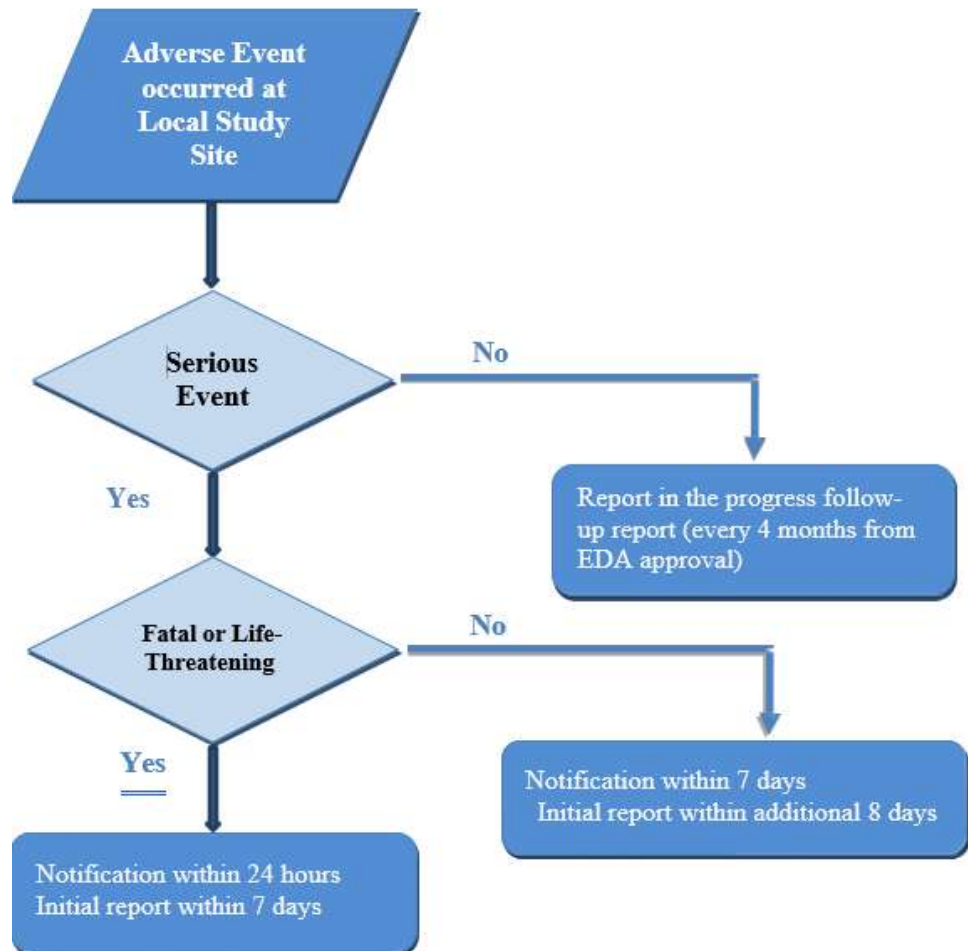 Adverse Event
occurred at
Local Study
Site
Serious
Event
No
Yes
Report in the progress follow-
up report (every 4 months from
EDA approval)
Fatal or Life-
Threatening
No
Yes
Notification within 7 days
Initial report within additional 8 days
Notification within 24 hours
Initial report within 7 days